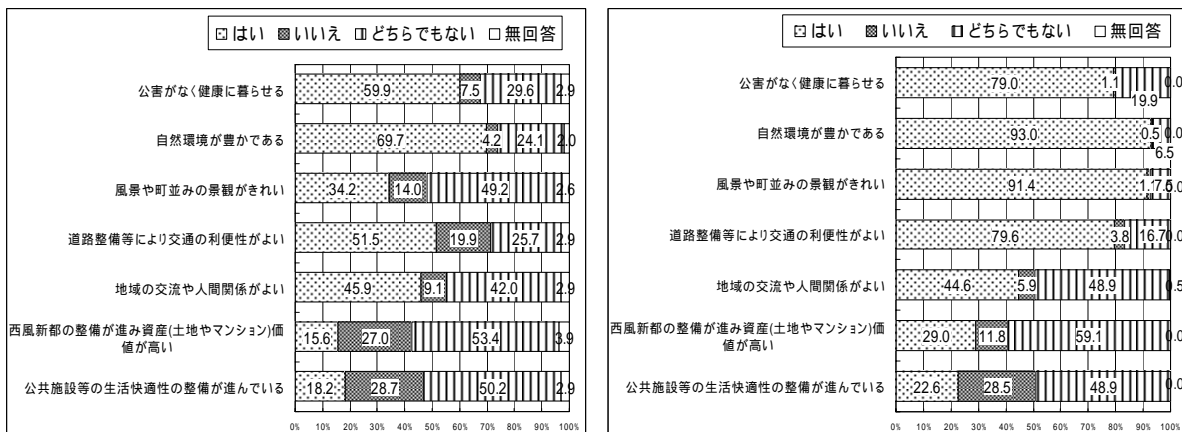 はい いいえ どちらでもない 無回答
公害がなく健康に暮らせる 59.9 7.5 29.6 2.9
自然環境が豊かである 69.7 4.2 24.1 2.0
風景や町並みの景観がきれい 34.2 14.0 49.2 2.6
道路整備等により交通の利便性がよい 51.5 19.9 25.7 2.9
地域の交流や人間関係がよい 45.9 9.1 42.0 2.9
西風新都の整備が進み資産(土地やマンション)価
値が高い 15.6 27.0 53.4 3.9
公共施設等の生活快適性の整備が進んでいる 18.2 28.7 50.2 2.9
0% 10% 20% 30% 40% 50% 60% 70% 80% 90% 100%
はい いいえ どちらでもない 無回答
公害がなく健康に暮らせる 79.0 1.1 19.9 0.0
自然環境が豊かである 93.0 0.5 6.5 0.0
風景や町並みの景観がきれい 91.4 1.1 7.5 0.0
道路整備等により交通の利便性がよい 79.6 3.8 16.7 0.0
地域の交流や人間関係がよい 44.6 5.9 48.9 0.5
西風新都の整備が進み資産(土地やマンション)価
値が高い 29.0 11.8 59.1 0.0
公共施設等の生活快適性の整備が進んでいる 22.6 28.5 48.9 0.0
0% 10% 20% 30% 40% 50% 60% 70% 80% 90% 100%